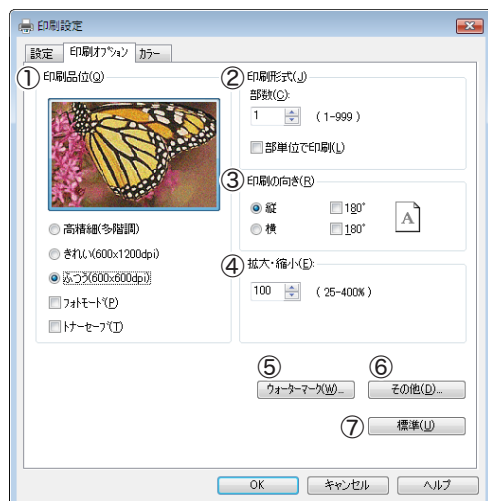 印刷設定
設定 印刷オプション カラー
① 印刷品位(Q)
高精細(多階調)
きれい(600x1200dpi)
ふつう(600x600dpi)
フォトモード(P)
トナーセーブ(T)
② 印刷形式(J)
部数(C):
1 ( 1-999 )
部単位で印刷(L)
③ 印刷の向き(R)
縦 180°
横 180°
A
④ 拡大・縮小(E):
100 ( 25-400% )
⑤ ⑥
ウォーターマーク(W)... その他(D)...
⑦ 標準(U)
OK キャンセル ヘルプ